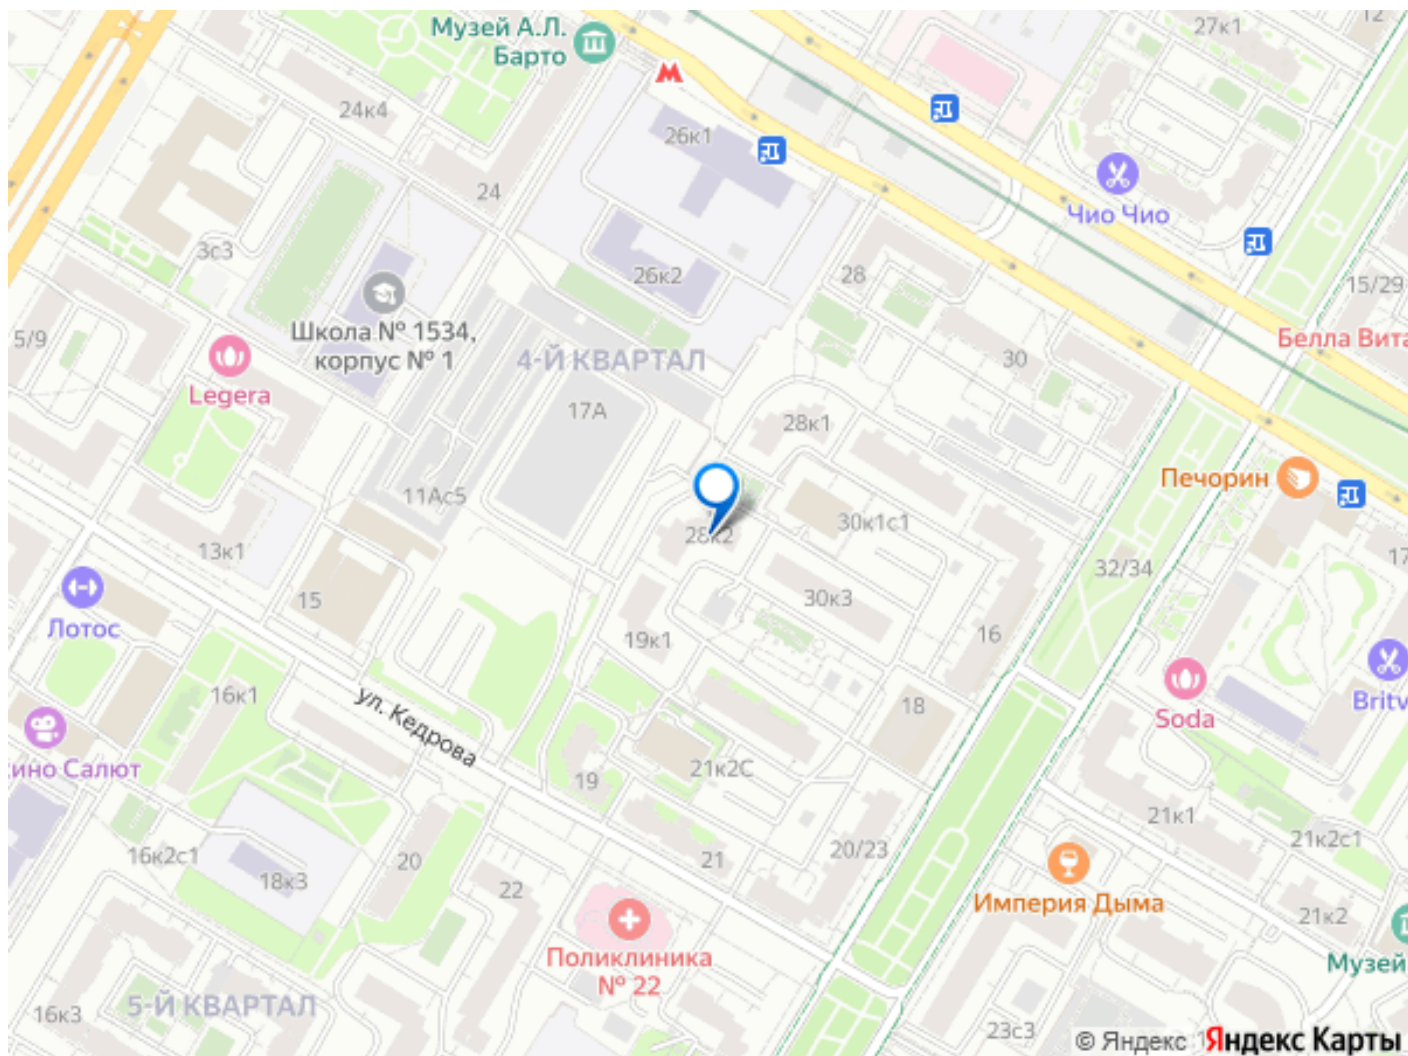 27к1
12
Музей А.Л.
Барто
24к4
26к1
24
Чио Чио
3с3
26к2
28
15/29
Школа № 1534,
корпус № 1
5/9
Белла Вита
4-Й КВАРТАЛ
30
Legera
17А
28к1
Печорин
11Ас5
30к1с1
28к2
13к1
17
32/34
15
30к3
Лотос
19к1
16
16к1
ул. Кедрова
18
Soda
Britv
кино Салют
21к2С
19
21к1
21к2с1
16к2с1
20
21
20/23
18к3
22
Империя Дыма
21к2
Поликлиника
№ 22
Музей
5-Й КВАРТАЛ
16к3
23с3
© Яндекс
Яндекс Карты